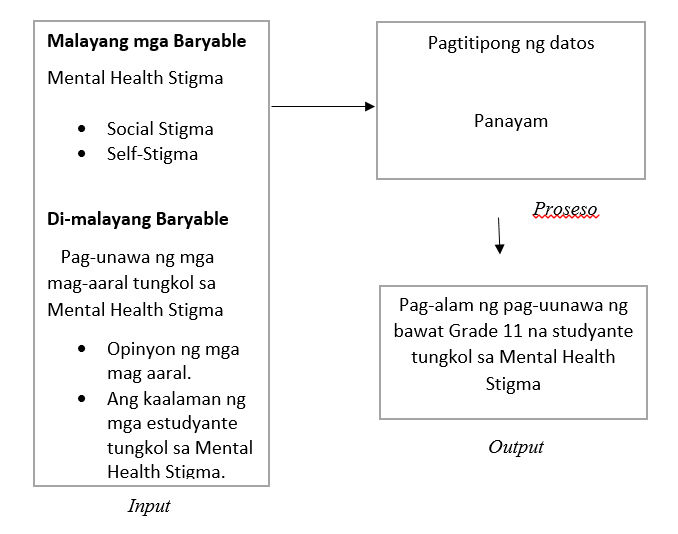 Malayang mga Baryable
Mental Health Stigma
• Social Stigma
• Self-Stigma
Di-malayang Baryable
Pag-unawa ng mga
mag-aaral tungkol sa
Mental Health Stigma
• Opinyon ng mga
mag aaral.
• Ang kaalaman ng
mga estudyante
tungkol sa Mental
Health Stigma.
Input
Pagtitipong ng datos
Panayam
Proseso
Pag-alam ng pag-uunawa ng
bawat Grade 11 na studyante
tungkol sa Mental Health
Stigma
Output